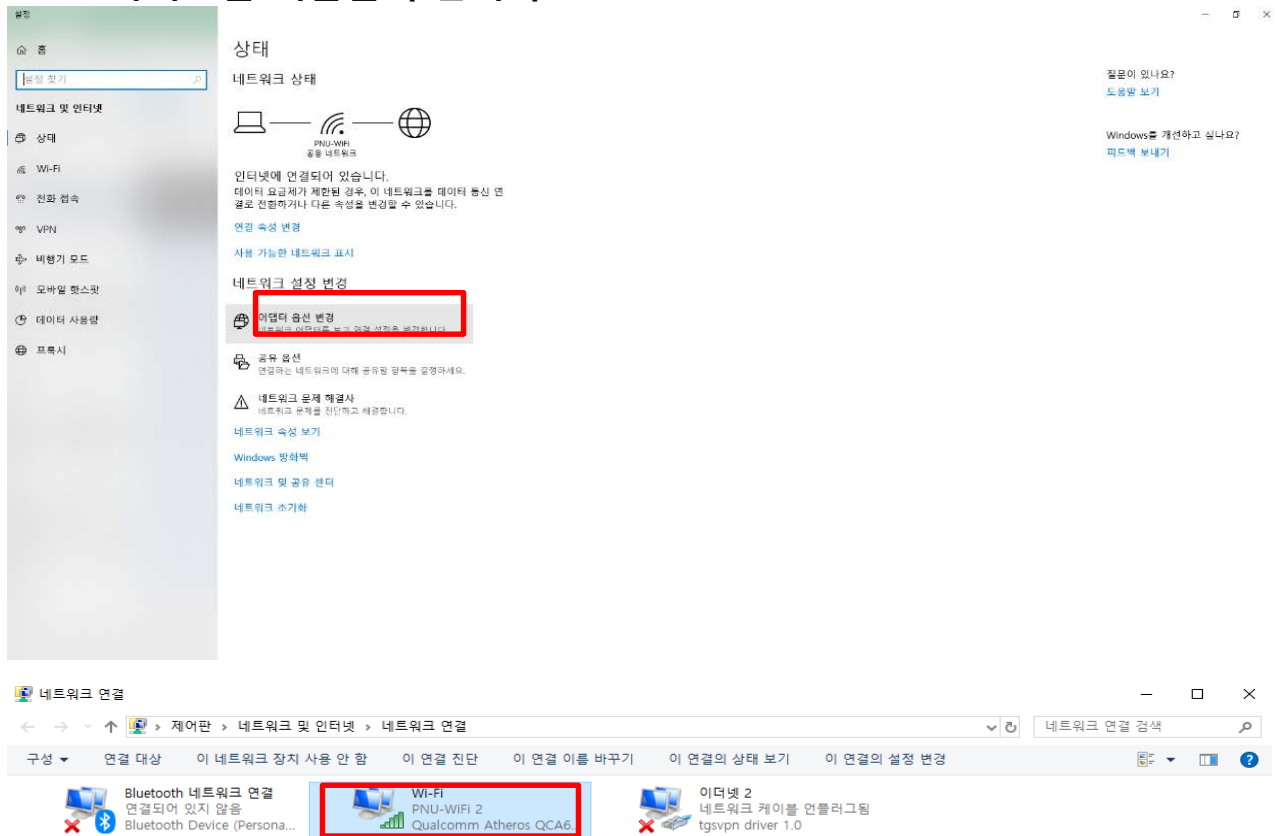 설정
홈
설정 찾기
네트워크 및 인터넷
상태
Wi-Fi
전화 접속
VPN
비행기 모드
모바일 핫스팟
데이터 사용량
프록시
상태
네트워크 상태
PNU-WiFi
공용 네트워크
인터넷에 연결되어 있습니다.
데이터 요금제가 제한된 경우, 이 네트워크를 데이터 통신 연
결로 전환하거나 다른 속성을 변경할 수 있습니다.
연결 속성 변경
사용 가능한 네트워크 표시
네트워크 설정 변경
어댑터 옵션 변경
네트워크 어댑터를 보고 연결 설정을 변경합니다.
공유 옵션
연결하는 네트워크에 대해 공유할 항목을 결정하세요.
네트워크 문제 해결사
네트워크 문제를 진단하고 해결합니다.
네트워크 속성 보기
Windows 방화벽
네트워크 및 공유 센터
네트워크 초기화
질문이 있나요?
도움말 보기
Windows를 개선하고 싶나요?
피드백 보내기
네트워크 연결
제어판 > 네트워크 및 인터넷 > 네트워크 연결
네트워크 연결 검색
구성 연결 대상 이 네트워크 장치 사용 안 함 이 연결 진단 이 연결 이름 바꾸기 이 연결의 상태 보기 이 연결의 설정 변경
Bluetooth 네트워크 연결
연결되어 있지 않음
Bluetooth Device (Persona...
Wi-Fi
PNU-WiFi 2
Qualcomm Atheros QCA6...
이더넷 2
네트워크 케이블 언플러그됨
tgsvpn driver 1.0